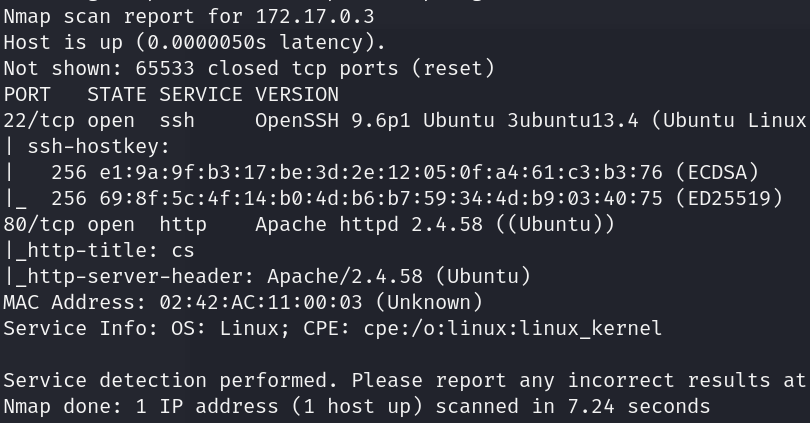 Nmap scan report for 172.17.0.3
Host is up (0.0000050s latency).
Not shown: 65533 closed tcp ports (reset)
PORT   STATE SERVICE VERSION
22/tcp open  ssh     OpenSSH 9.6p1 Ubuntu 3ubuntu13.4 (Ubuntu Linux
| ssh-hostkey:
|   256 e1:9a:9f:b3:17:be:3d:2e:12:05:0f:a4:61:c3:b3:76 (ECDSA)
|_  256 69:8f:5c:4f:14:b0:4d:b6:b7:59:34:4d:b9:03:40:75 (ED25519)
80/tcp open  http    Apache httpd 2.4.58 ((Ubuntu))
|_http-title: cs
|_http-server-header: Apache/2.4.58 (Ubuntu)
MAC Address: 02:42:AC:11:00:03 (Unknown)
Service Info: OS: Linux; CPE: cpe:/o:linux:linux_kernel
Service detection performed. Please report any incorrect results at
Nmap done: 1 IP address (1 host up) scanned in 7.24 seconds